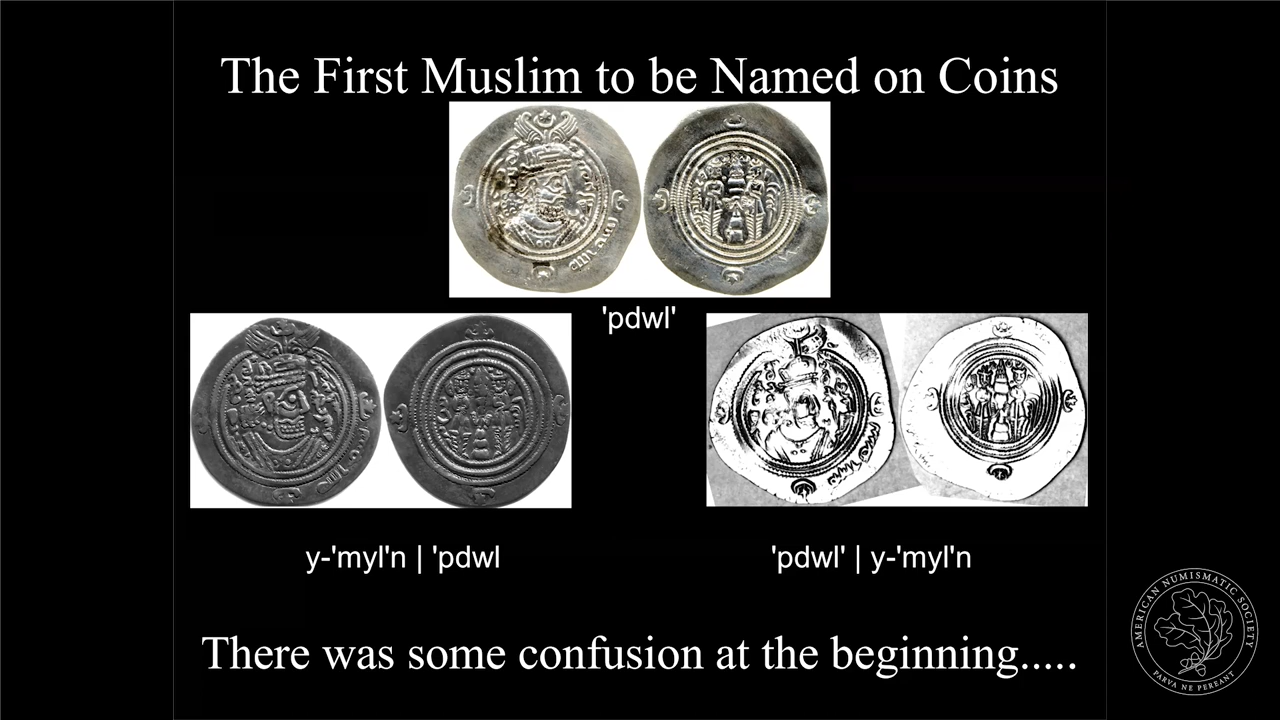 The First Muslim to be Named on Coins
'pdwl'
y-'myl'n | 'pdwl
'pdwl' | y-'myl'n
There was some confusion at the beginning.....
AMERICAN NUMISMATIC SOCIETY
PARVA NE PEREANT